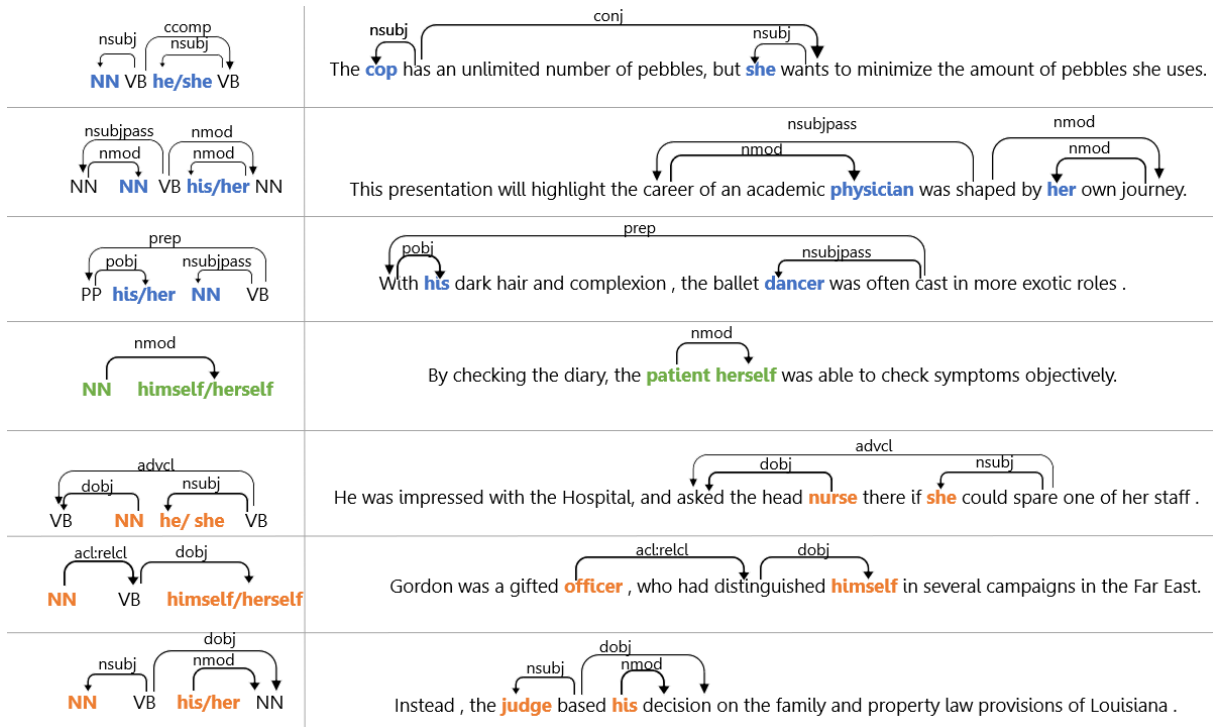 ccomp
nsubj
nsubj
NN VB he/she VB
conj
nsubj
nsubj
The cop has an unlimited number of pebbles, but she wants to minimize the amount of pebbles she uses.
nsubjpass nmod
nmod nmod
NN NN VB his/her NN
nsubjpass
nmod
nmod
nmod
This presentation will highlight the career of an academic physician was shaped by her own journey.
prep
pobj nsubjpass
PP his/her NN VB
prep
pobj
nsubjpass
With his dark hair and complexion , the ballet dancer was often cast in more exotic roles .
nmod
NN himself/herself
nmod
By checking the diary, the patient herself was able to check symptoms objectively.
advcl
dobj nsubj
VB NN he/ she VB
advcl
dobj nsubj
He was impressed with the Hospital, and asked the head nurse there if she could spare one of her staff .
acl:relcl dobj
NN VB himself/herself
acl:relcl dobj
Gordon was a gifted officer , who had distinguished himself in several campaigns in the Far East.
dobj
nsubj nmod
NN VB his/her NN
dobj
nsubj nmod
Instead , the judge based his decision on the family and property law provisions of Louisiana .